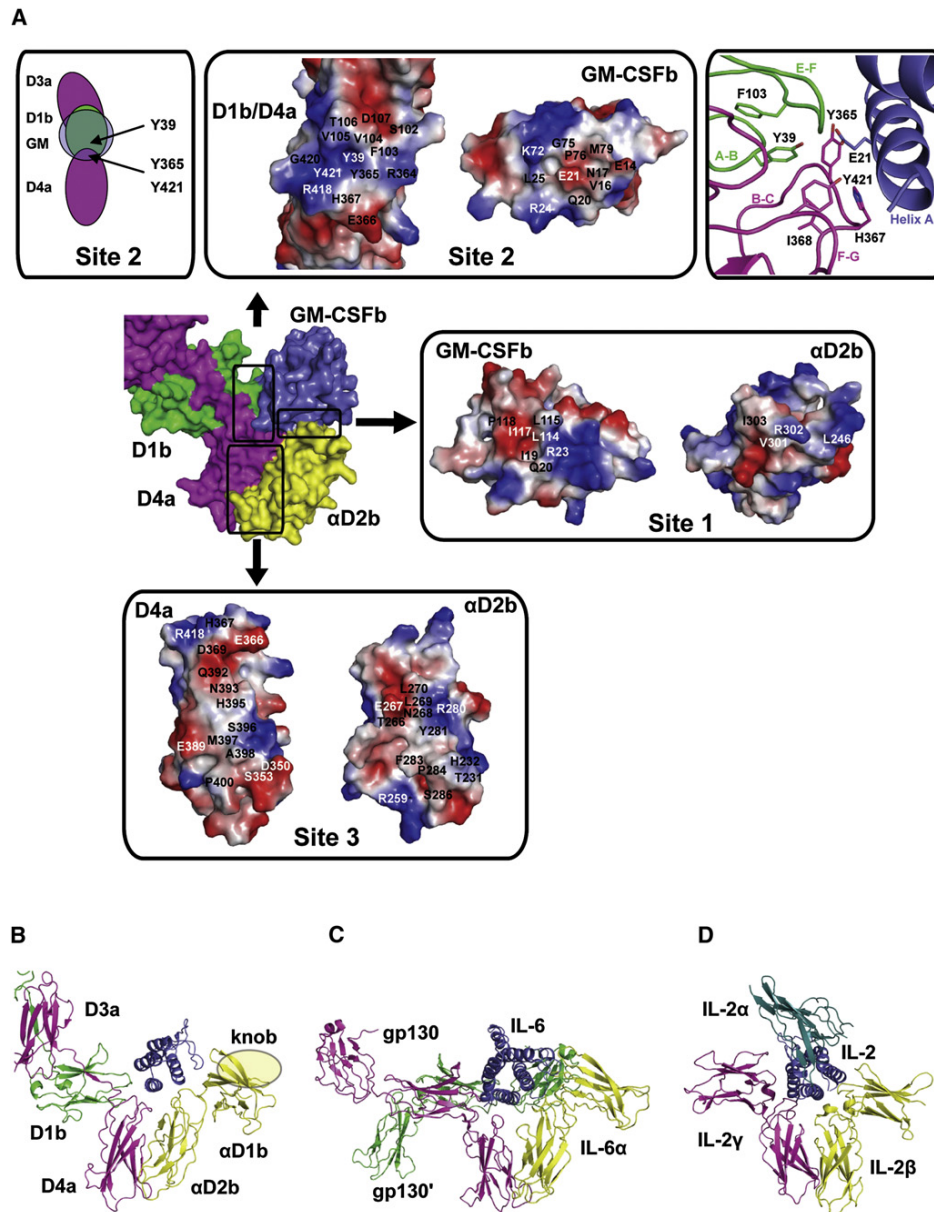 A
D3a
D1b
GM
D4a
Y39
Y365
Y421
Site 2
D1b/D4a
T106 D107
V105 V104 S102
F103
G420 Y39
Y421 Y365 R364
R418
H367
E366
GM-CSFb
G75
K72 P76 M79
L25 E21 N17 E14
V16
R24 Q20
Site 2
E-F
F103
Y365
Y39
A-B
E21
B-C
Y421
Helix A
I368
H367
F-G
GM-CSFb
D1b
D4a
αD2b
GM-CSFb
αD2b
P118 L115
I117 L114
I19 R23
Q20
I303 R302
V301 L246
Site 1
D4a
αD2b
H367
R418 E366
D369
Q392
N393
H395
S396
M397
E389 A398
D350
P400 S353
L270
E267 L269 R280
N268
T266
Y281
F283 H232
P284 T231
R259 S286
Site 3
B
C
D
D3a
knob
D1b
αD1b
D4a
αD2b
gp130
IL-6
gp130'
IL-6α
IL-2α
IL-2
IL-2γ
IL-2β